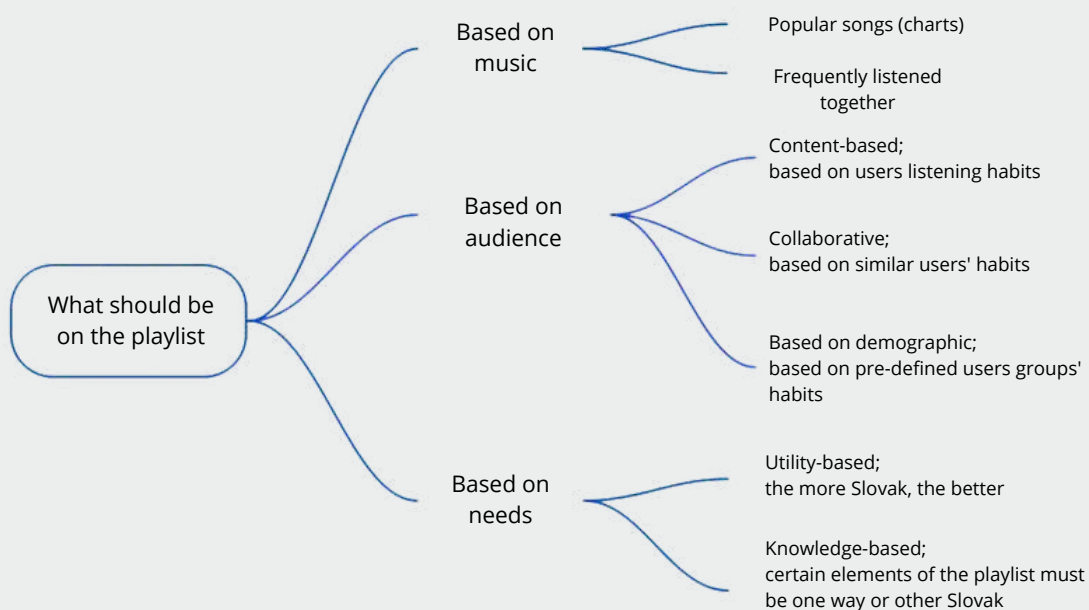 What should be
on the playlist
Based on
music
Popular songs (charts)
Frequently listened
together
Based on
audience
Content-based;
based on users listening habits
Collaborative;
based on similar users' habits
Based on demographic;
based on pre-defined users groups'
habits
Based on
needs
Utility-based;
the more Slovak, the better
Knowledge-based;
certain elements of the playlist must
be one way or other Slovak